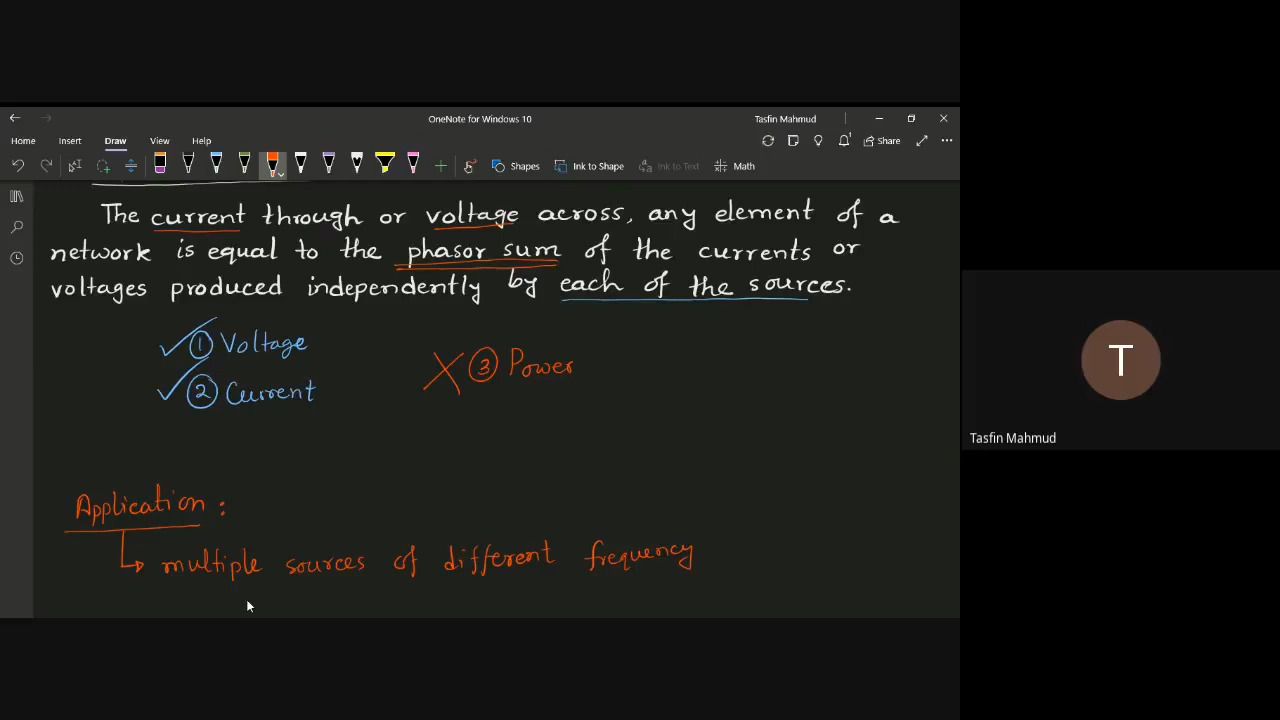 OneNote for Windows 10
Tasfin Mahmud
Home Insert Draw View Help
Share
Shapes Ink to Shape Ink to Text Math
The current through or voltage across, any element of a
network is equal to the phasor sum of the currents or
voltages produced independently by each of the sources.
① Voltage
② Current
③ Power
Application :
multiple sources of different frequency
T
Tasfin Mahmud